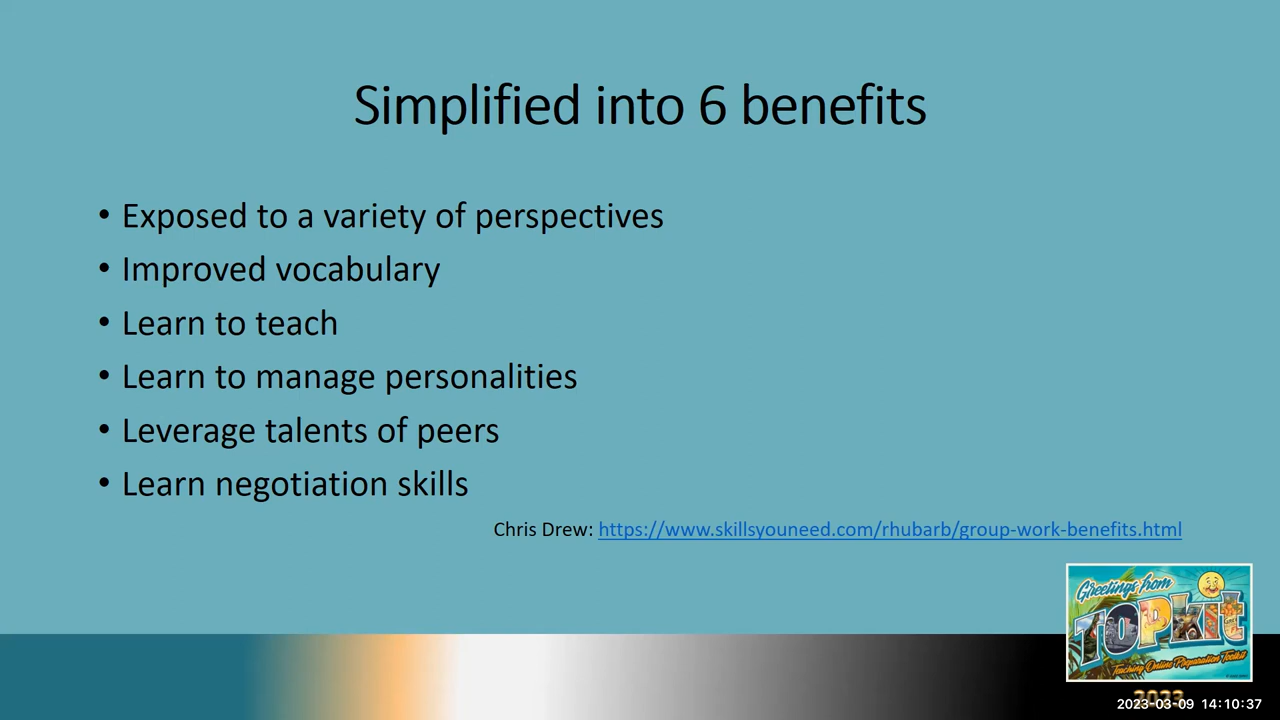 Simplified into 6 benefits
• Exposed to a variety of perspectives
• Improved vocabulary
• Learn to teach
• Learn to manage personalities
• Leverage talents of peers
• Learn negotiation skills
Chris Drew: https://www.skillsyouneed.com/rhubarb/group-work-benefits.html
Greetings from
TOPkit
Teaching Online Preparation Toolkit
2023
2023-03-09 14:10:37